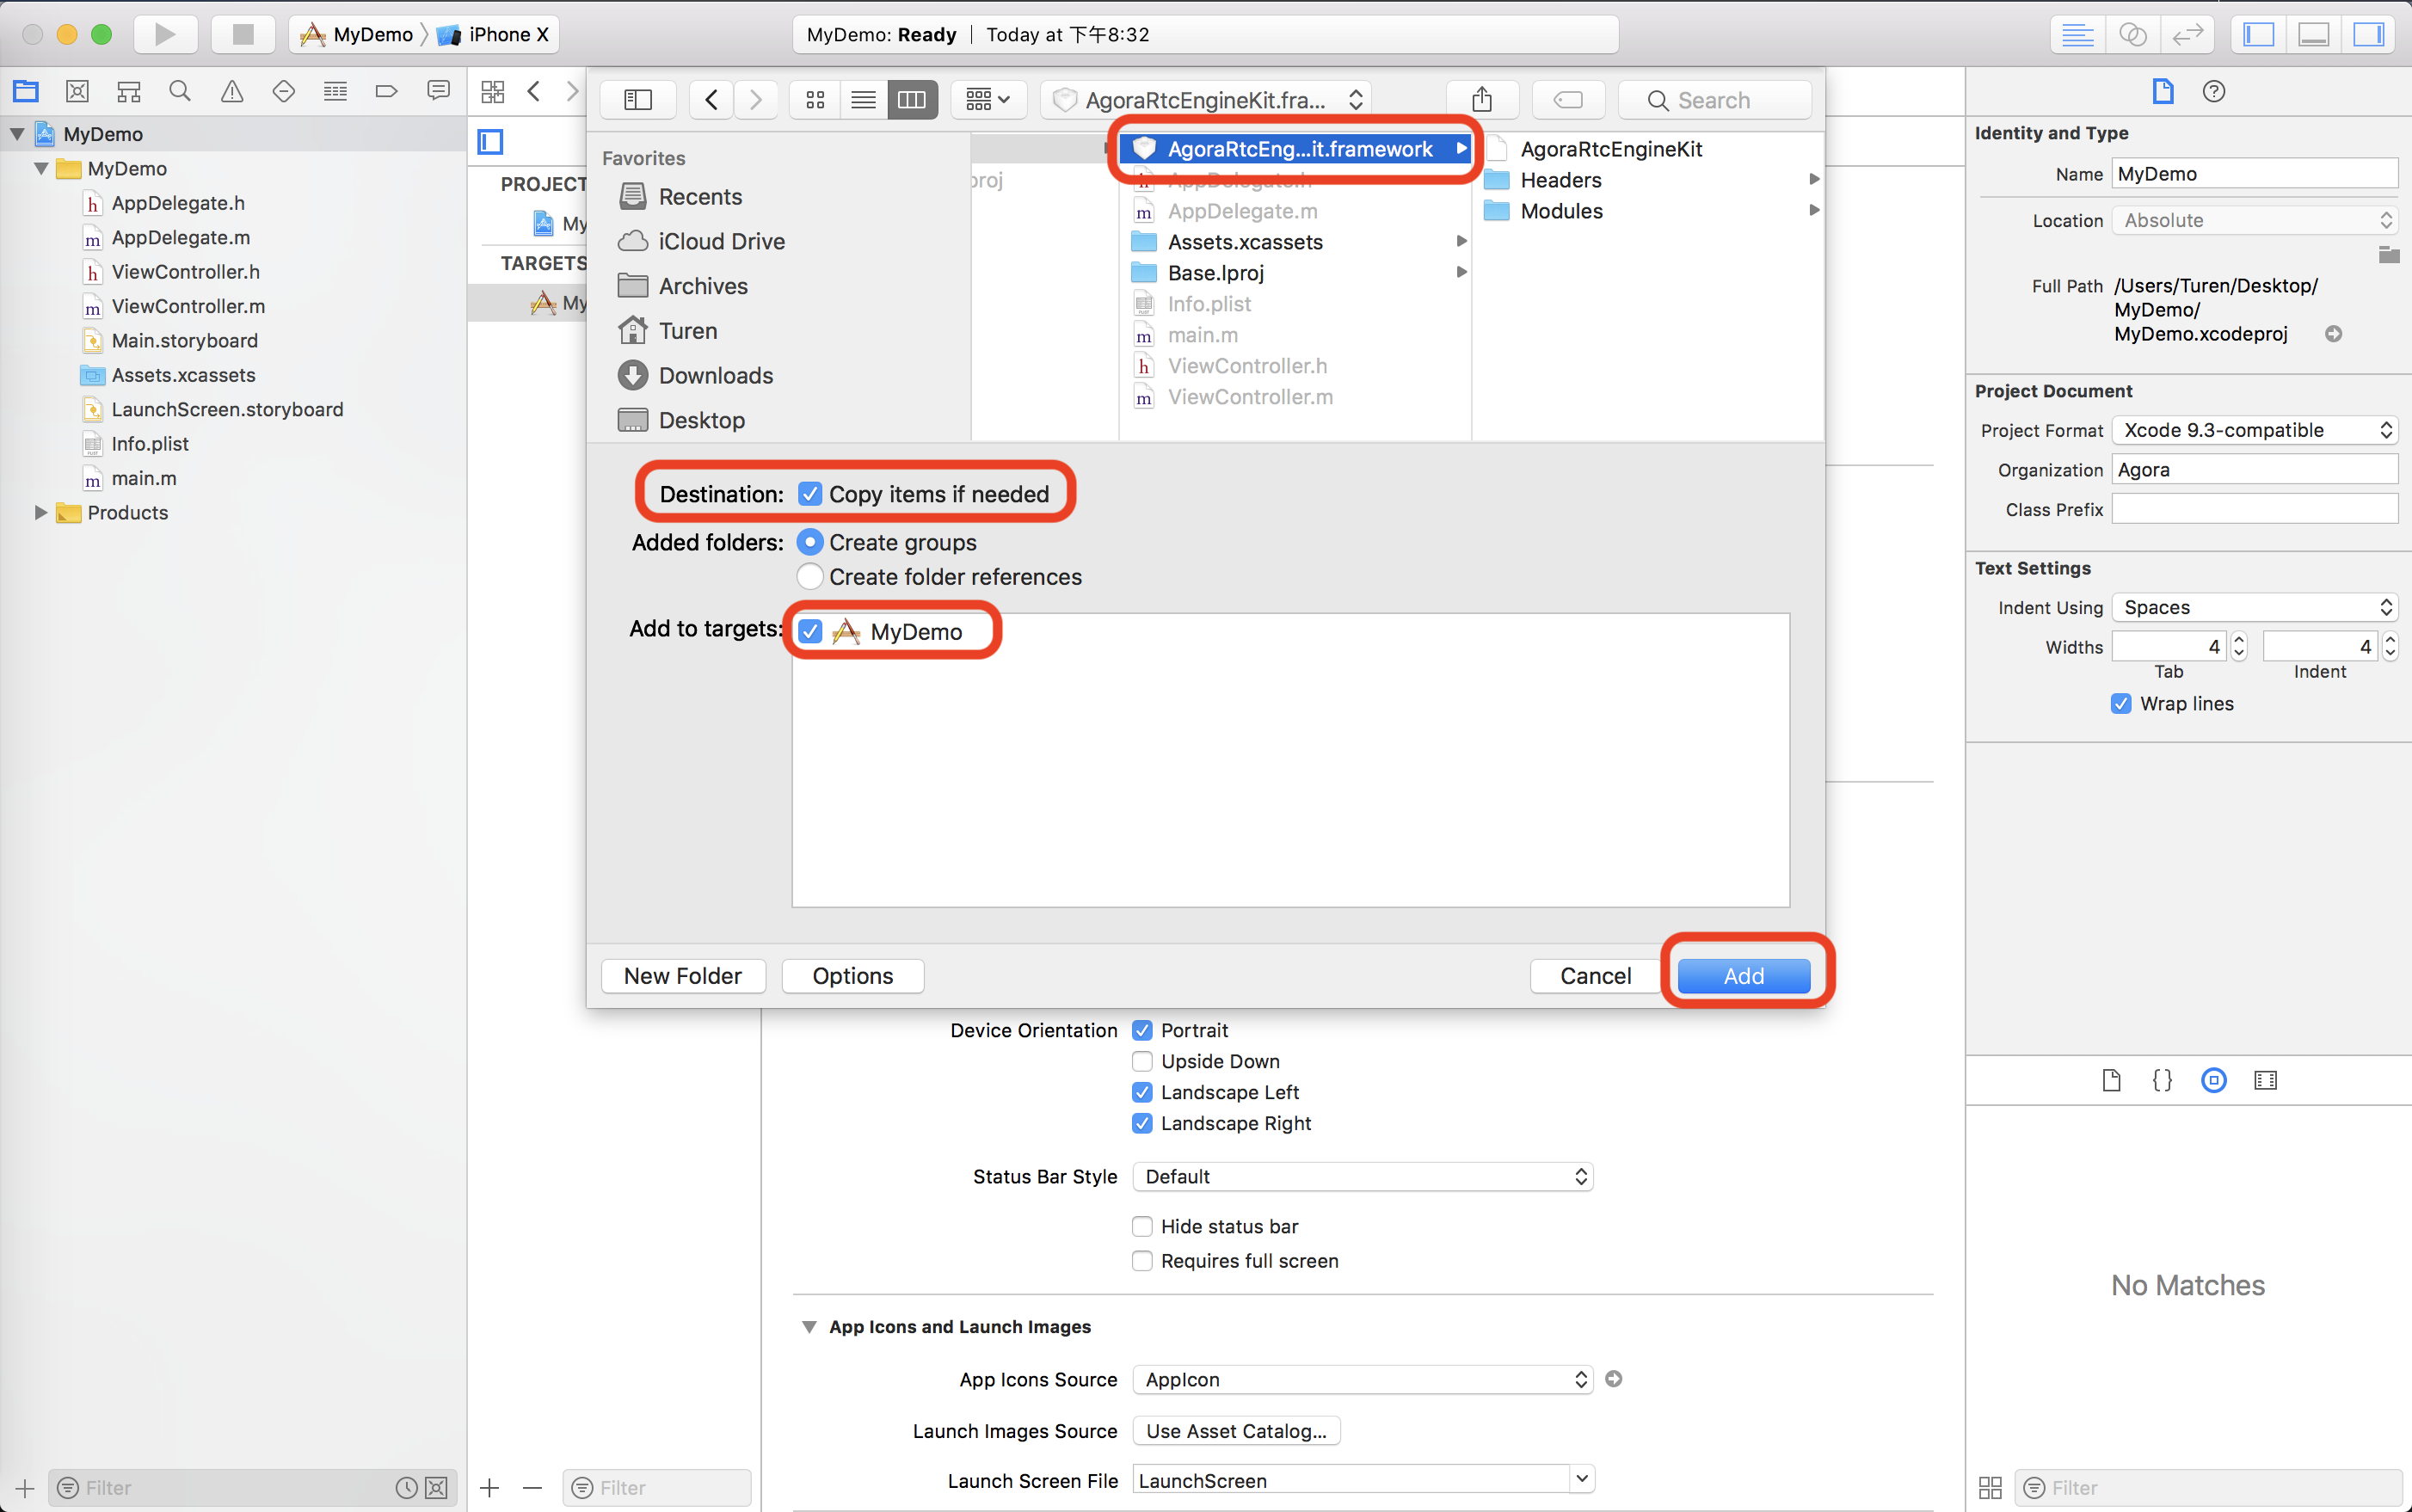 MyDemo
iPhone X
MyDemo: Ready | Today at 下午8:32
MyDemo
MyDemo
AppDelegate.h
AppDelegate.m
ViewController.h
ViewController.m
Main.storyboard
Assets.xcassets
LaunchScreen.storyboard
Info.plist
main.m
Products
Filter
PROJECT
My
TARGETS
My
Filter
AgoraRtcEngineKit.fra...
Search
Favorites
Recents
iCloud Drive
Archives
Turen
Downloads
Desktop
proj
AgoraRtcEng...it.framework
AppDelegate.h
AppDelegate.m
Assets.xcassets
Base.lproj
Info.plist
main.m
ViewController.h
ViewController.m
AgoraRtcEngineKit
Headers
Modules
Destination: Copy items if needed
Added folders: Create groups
Create folder references
Add to targets: MyDemo
New Folder
Options
Cancel
Add
Device Orientation Portrait
Upside Down
Landscape Left
Landscape Right
Status Bar Style Default
Hide status bar
Requires full screen
App Icons and Launch Images
App Icons Source AppIcon
Launch Images Source Use Asset Catalog...
Launch Screen File LaunchScreen
Identity and Type
Name MyDemo
Location Absolute
Full Path /Users/Turen/Desktop/
MyDemo/
MyDemo.xcodeproj
Project Document
Project Format Xcode 9.3-compatible
Organization Agora
Class Prefix
Text Settings
Indent Using Spaces
Widths 4 4
Tab Indent
Wrap lines
No Matches
Filter